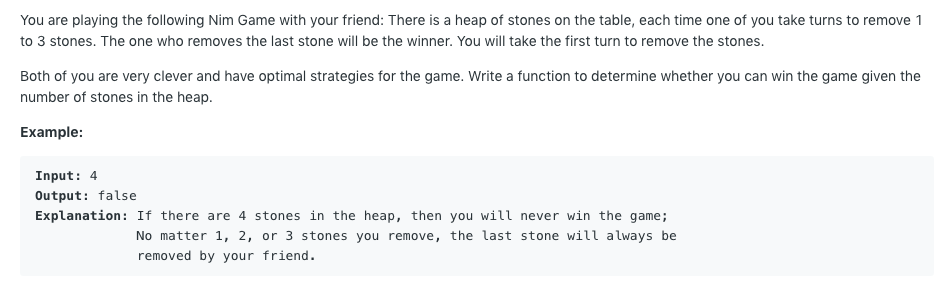 You are playing the following Nim Game with your friend: There is a heap of stones on the table, each time one of you take turns to remove 1
to 3 stones. The one who removes the last stone will be the winner. You will take the first turn to remove the stones.
Both of you are very clever and have optimal strategies for the game. Write a function to determine whether you can win the game given the
number of stones in the heap.
Example:
Input: 4
Output: false
Explanation: If there are 4 stones in the heap, then you will never win the game;
No matter 1, 2, or 3 stones you remove, the last stone will always be
removed by your friend.